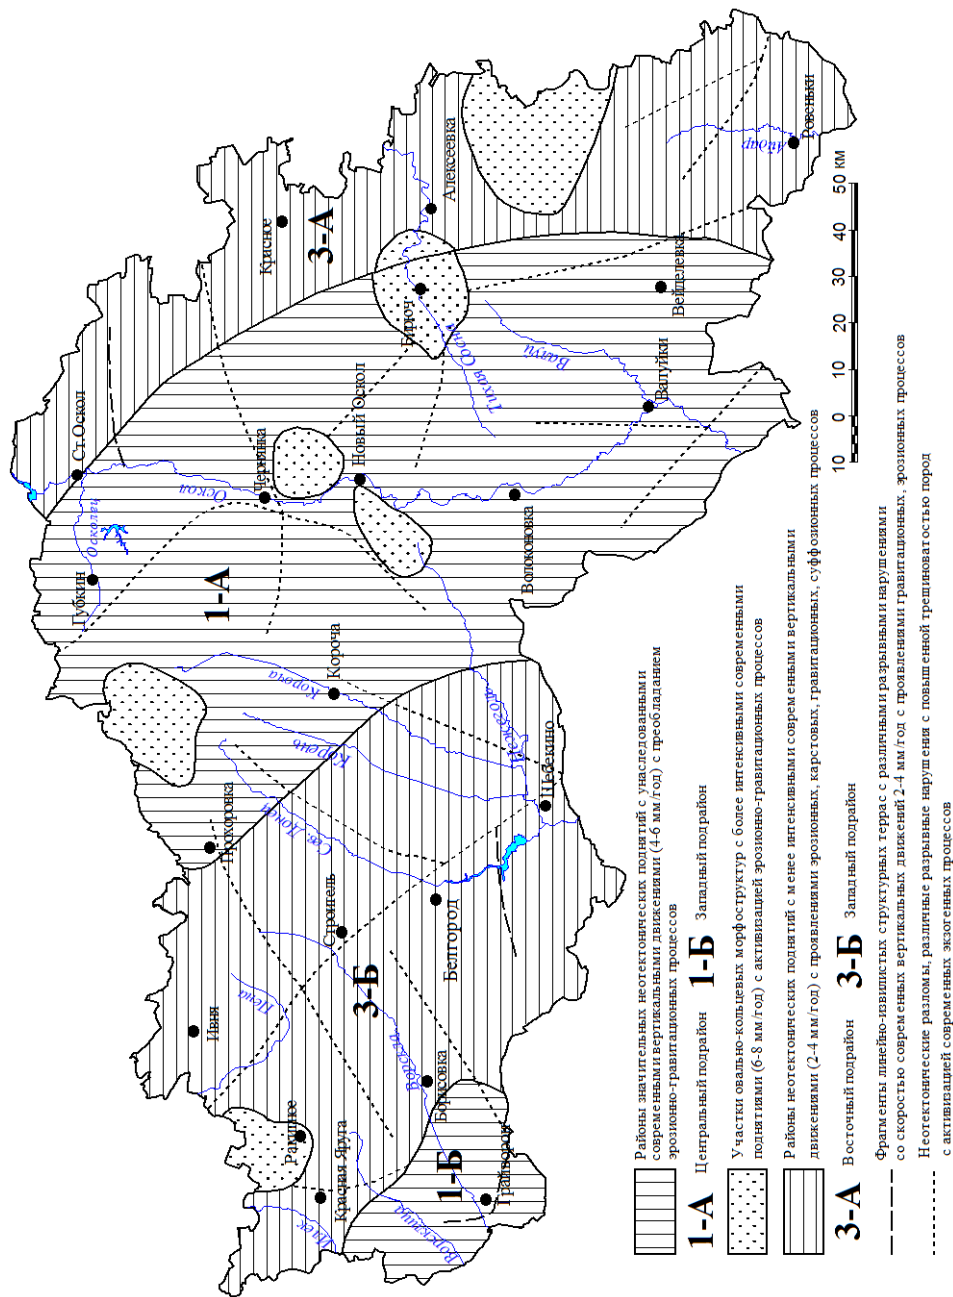 Ст.Оскол
Губкин
Осколец
Оскол
Красное
3-А
Чернянка
1-А
Прохоровка
Короча
Короча
Корень
Сев. Донец
Новый Оскол
Бирюч
Алексеевка
Тихая Сосна
Ивня
Пена
Строитель
3-Б
Белгород
Ракитное
Красная Яруга
Илек
Ворскла
Борисовка
1-Б
Ворсклица
Грайворон
Нежеголь
Шебекино
Волоконовка
Валуй
Валуйки
Вейделевка
Айдар
Ровеньки
10 0 10 20 30 40 50 км
Районы значительных неотектонических поднятий с унаследованными
современными вертикальными движениями (4-6 мм/год) с преобладанием
эрозионно-гравитационных процессов
1-А Центральный подрайон 1-Б Западный подрайон
Участки овально-кольцевых морфоструктур с более интенсивными современными
поднятиями (6-8 мм/год) с активизацией эрозионно-гравитационных процессов
Районы неотектонических поднятий с менее интенсивным современным вертикальными
движениями (2-4 мм/год) с проявлениями эрозионных, карстовых, гравитационных, суффозионных процессов
3-А Восточный подрайон 3-Б Западный подрайон
Фрагменты линейно-извилистых структурных террас с различными разрывными нарушениями
со скоростью современных вертикальных движений 2-4 мм/год с проявлениями гравитационных, эрозионных процессов
Неотектонические разломы, различные разрывные нарушения с повышенной трещиноватостью пород
с активизацией современных экзогенных процессов